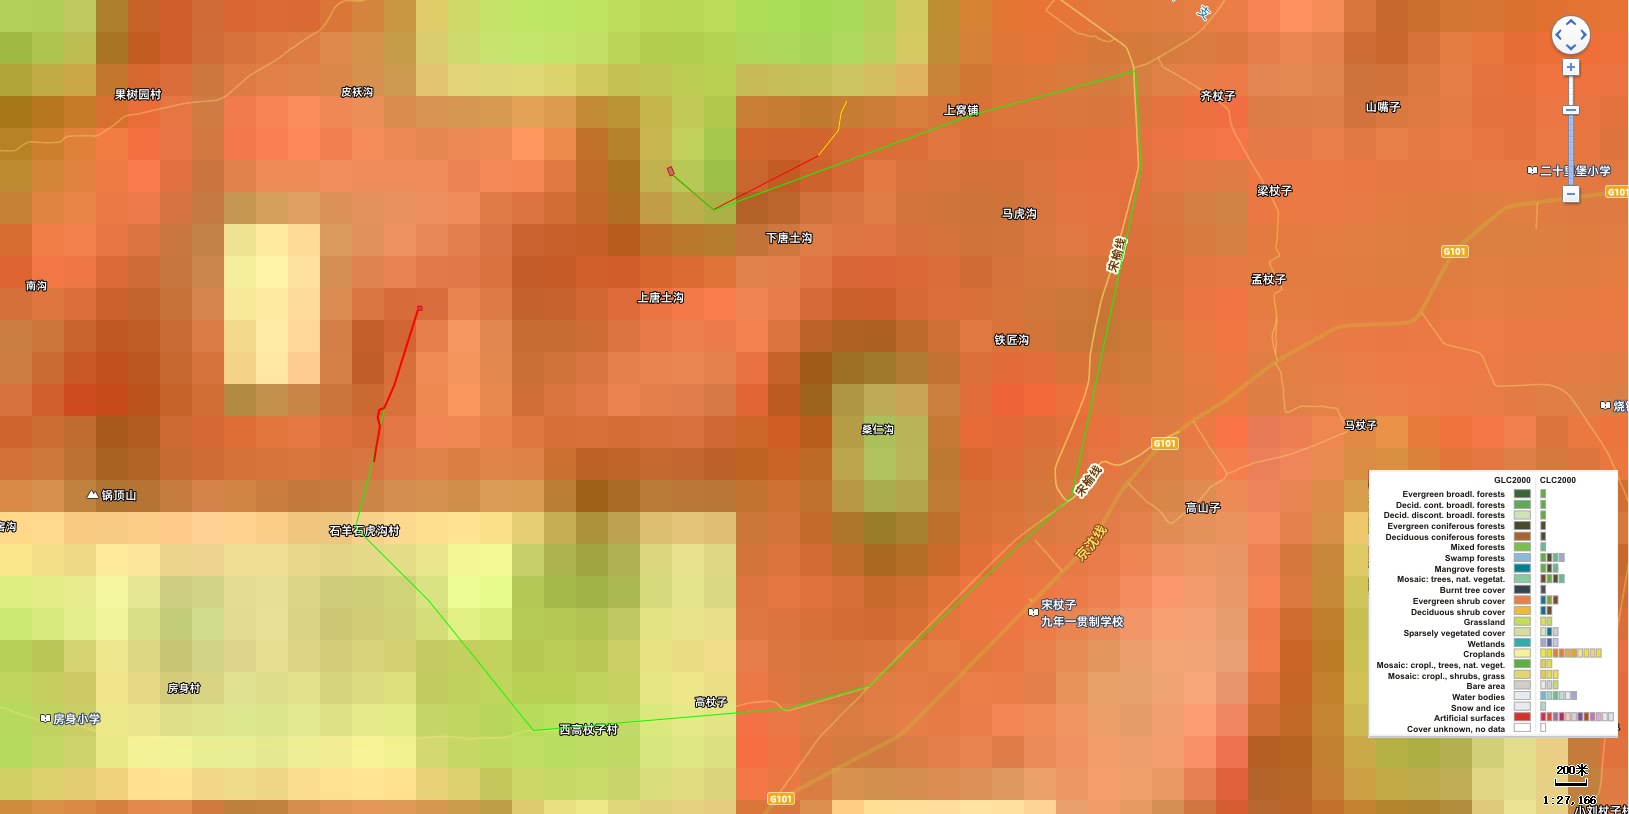 果树园村
皮袄沟
上窝铺
齐杖子
山嘴子
二十里堡小学
梁杖子
G101
马虎沟
下唐土沟
宋榆线
G101
孟杖子
南沟
上唐土沟
铁匠沟
桑仁沟
马杖子
G101
宋榆线
锅顶山
石羊石虎沟村
高山子
京沈线
宋杖子
九年一贯制学校
房身村
高杖子
房身小学
西高杖子村
G101
GLC2000 CLC2000
Evergreen broadl. forests
Decid. cont. broadl. forests
Decid. discont. broadl. forests
Evergreen coniferous forests
Deciduous coniferous forests
Mixed forests
Swamp forests
Mangrove forests
Mosaic: trees, nat. vegetat.
Burnt tree cover
Evergreen shrub cover
Deciduous shrub cover
Grassland
Sparsely vegetated cover
Wetlands
Croplands
Mosaic: cropl., trees, nat. veget.
Mosaic: cropl., shrubs, grass
Bare area
Water bodies
Snow and ice
Artificial surfaces
Cover unknown, no data
200米
1:27,166